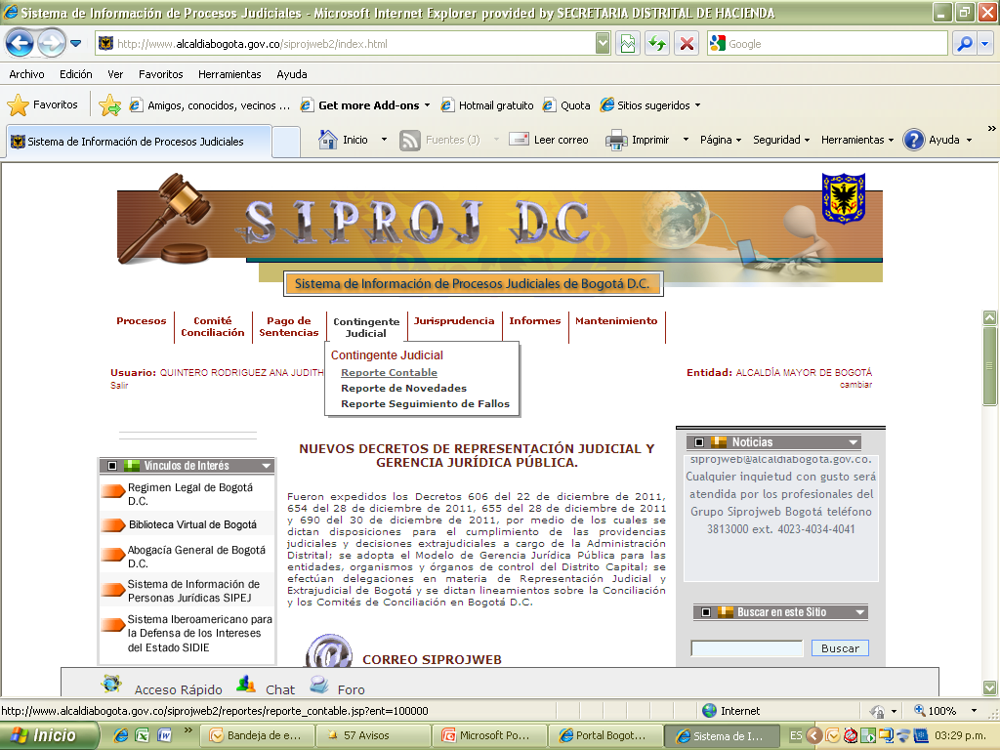 Sistema de Información de Procesos Judiciales - Microsoft Internet Explorer provided by SECRETARIA DISTRITAL DE HACIENDA
http://www.alcaldiabogota.gov.co/siprojweb2/index.html
Google
Archivo Edición Ver Favoritos Herramientas Ayuda
Favoritos Amigos, conocidos, vecinos ... Get more Add-ons Hotmail gratuito Quota Sitios sugeridos
Sistema de Información de Procesos Judiciales Inicio Fuentes (J) Leer correo Imprimir Página Seguridad Herramientas Ayuda
SIPROJ DC
Sistema de Información de Procesos Judiciales de Bogotá D.C.
Procesos
Comité
Conciliación
Pago de
Sentencias
Contingente
Judicial
Jurisprudencia
Informes
Mantenimiento
Contingente Judicial
Reporte Contable
Reporte de Novedades
Reporte Seguimiento de Fallos
Usuario: QUINTERO RODRIGUEZ ANA JUDITH
Salir
Entidad: ALCALDÍA MAYOR DE BOGOTÁ
cambiar
Vinculos de Interés
Regimen Legal de Bogotá
D.C.
Biblioteca Virtual de Bogotá
Abogacía General de Bogotá
D.C.
Sistema de Información de
Personas Jurídicas SIPEJ
Sistema Iberoamericano para
la Defensa de los Intereses
del Estado SIDIE
NUEVOS DECRETOS DE REPRESENTACIÓN JUDICIAL Y
GERENCIA JURÍDICA PÚBLICA.
Fueron expedidos los Decretos 606 del 22 de diciembre de 2011,
654 del 28 de diciembre de 2011, 655 del 28 de diciembre de 2011
y 690 del 30 de diciembre de 2011, por medio de los cuales se
dictan disposiciones para el cumplimiento de las providencias
judiciales y decisiones extrajudiciales a cargo de la Administración
Distrital; se adopta el Modelo de Gerencia Jurídica Pública para las
entidades, organismos y órganos de control del Distrito Capital; se
efectúan delegaciones en materia de Representación Judicial y
Extrajudicial de Bogotá y se dictan lineamientos sobre la Conciliación
y los Comités de Conciliación en Bogotá D.C.
CORREO SIPROJWEB
Noticias
siprojweb@alcaldiabogota.gov.co.
Cualquier inquietud con gusto será
atendida por los profesionales del
Grupo Siprojweb Bogotá teléfono
3813000 ext. 4023-4034-4041
Buscar en este Sitio
Buscar
Acceso Rápido Chat Foro
http://www.alcaldiabogota.gov.co/siprojweb2/reportes/reporte_contable.jsp?ent=100000 Internet 100%
Inicio Bandeja de e... 57 Avisos Microsoft Po... Portal Bogot... Sistema de I... ES 03:29 p.m.